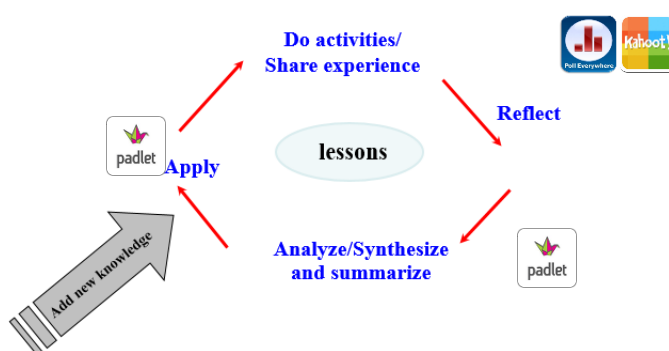 Do activities/
Share experience
Poll Everywhere
Kahoot!
Reflect
padlet
Apply
lessons
Add new knowledge
Analyze/Synthesize
and summarize
padlet